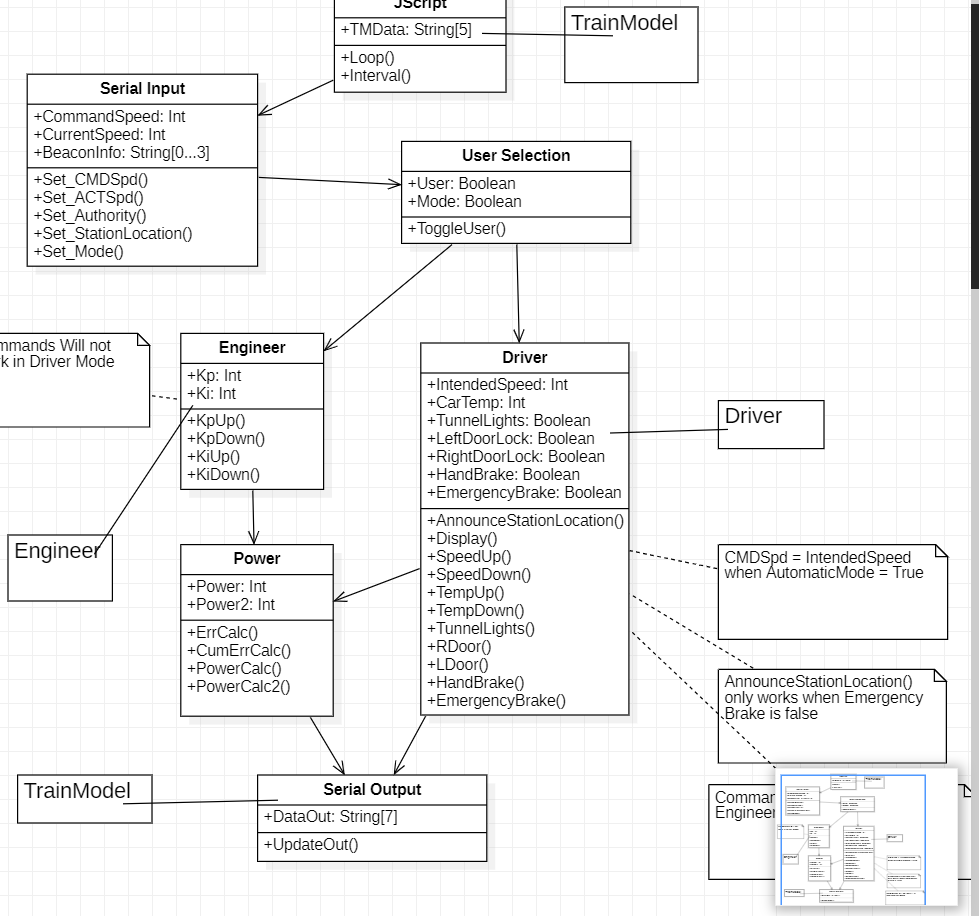 JScript
+TMData: String[5]
+Loop()
+Interval()
TrainModel
Serial Input
+CommandSpeed: Int
+CurrentSpeed: Int
+BeaconInfo: String[0...3]
+Set_CMDSpd()
+Set_ACTSpd()
+Set_Authority()
+Set_StationLocation()
+Set_Mode()
User Selection
+User: Boolean
+Mode: Boolean
+ToggleUser()
mmands Will not
k in Driver Mode
Engineer
+Kp: Int
+Ki: Int
+KpUp()
+KpDown()
+KiUp()
+KiDown()
Driver
+IntendedSpeed: Int
+CarTemp: Int
+TunnelLights: Boolean
+LeftDoorLock: Boolean
+RightDoorLock: Boolean
+HandBrake: Boolean
+EmergencyBrake: Boolean
+AnnounceStationLocation()
+Display()
+SpeedUp()
+SpeedDown()
+TempUp()
+TempDown()
+TunnelLights()
+RDoor()
+LDoor()
+HandBrake()
+EmergencyBrake()
Driver
Engineer
Power
+Power: Int
+Power2: Int
+ErrCalc()
+CumErrCalc()
+PowerCalc()
+PowerCalc2()
CMDSpd = IntendedSpeed
when AutomaticMode = True
AnnounceStationLocation()
only works when Emergency
Brake is false
TrainModel
Serial Output
+DataOut: String[7]
+UpdateOut()
Comman
Engineer